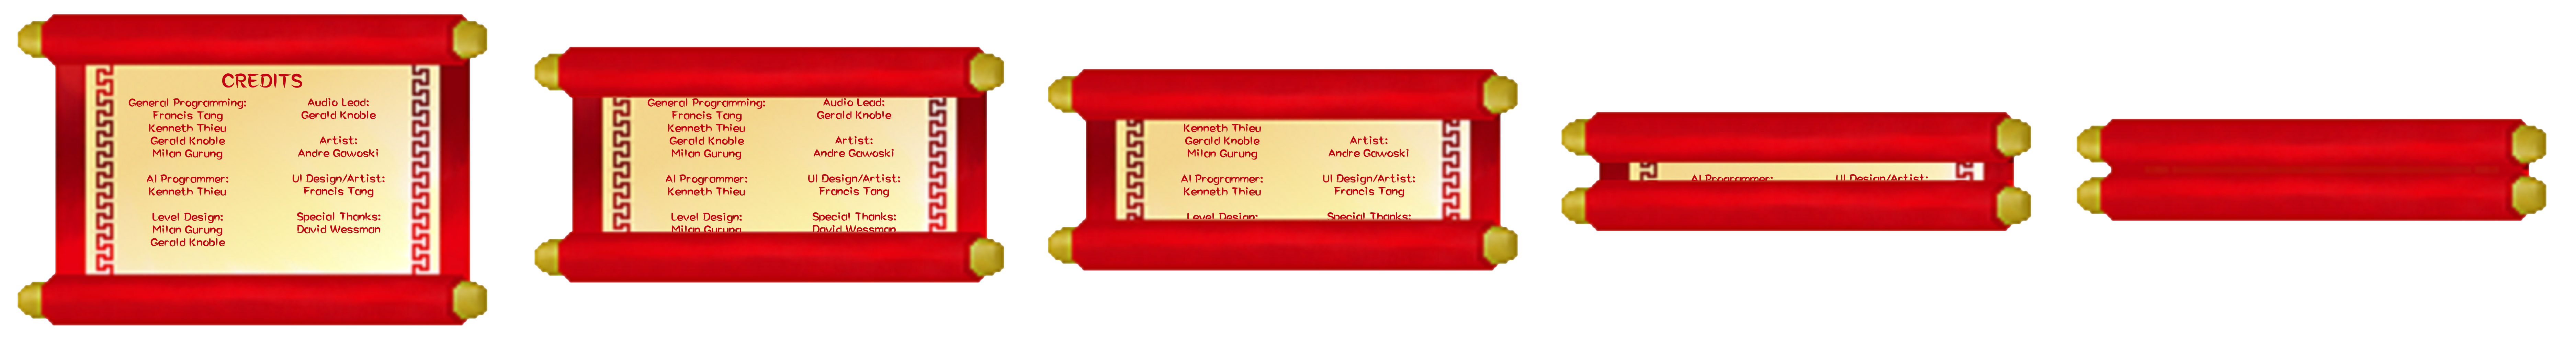 CREDITS
General Programming:
Francis Tang
Kenneth Thieu
Gerald Knoble
Milan Gurung
AI Programmer:
Kenneth Thieu
Level Design:
Milan Gurung
Gerald Knoble
Audio Lead:
Gerald Knoble
Artist:
Andre Gawoski
UI Design/Artist:
Francis Tang
Special Thanks:
David Wessman
General Programming:
Francis Tang
Kenneth Thieu
Gerald Knoble
Milan Gurung
AI Programmer:
Kenneth Thieu
Level Design:
Milan Gurung
Audio Lead:
Gerald Knoble
Artist:
Andre Gawoski
UI Design/Artist:
Francis Tang
Special Thanks:
David Wessman
Kenneth Thieu
Gerald Knoble
Milan Gurung
AI Programmer:
Kenneth Thieu
Level Design:
Artist:
Andre Gawoski
UI Design/Artist:
Francis Tang
Special Thanks:
AI Programmer:
UI Design/Artist: